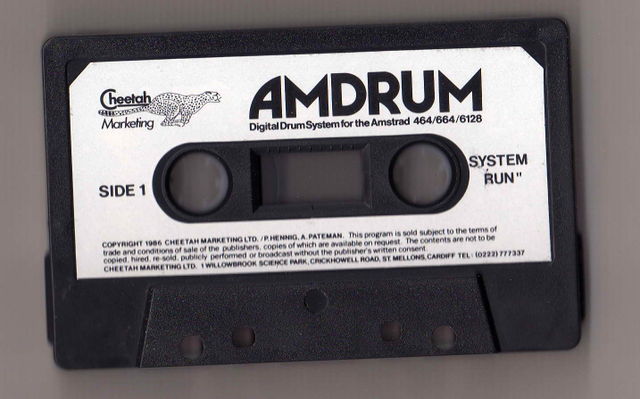 Cheetah
Marketing
AMDRUM
Digital Drum System for the Amstrad 464/664/6128
SIDE 1
SYSTEM
RUN"
COPYRIGHT 1986 CHEETAH MARKETING LTD. /P.HENNIG, A.PATEMAN. This program is sold subject to the terms of
trade and conditions of sale of the publishers, copies of which are available on request. The contents are not to be
copied, hired, re-sold, publicly performed or broadcast without the publisher's written consent.
CHEETAH MARKETING LTD. 1 WILLOWBROOK SCIENCE PARK, CRICKHOWELL ROAD, ST. MELLONS, CARDIFF TEL: (0222) 777337